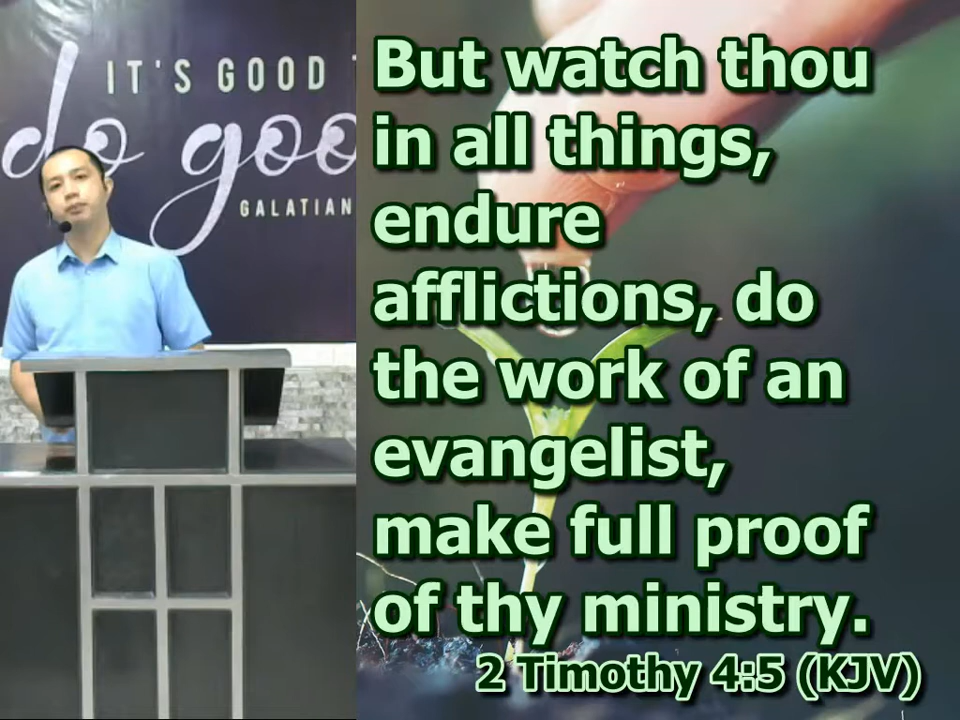 IT'S GOOD T
do goo
GALATIAN
But watch thou
in all things,
endure
afflictions, do
the work of an
evangelist,
make full proof
of thy ministry.
2 Timothy 4:5 (KJV)